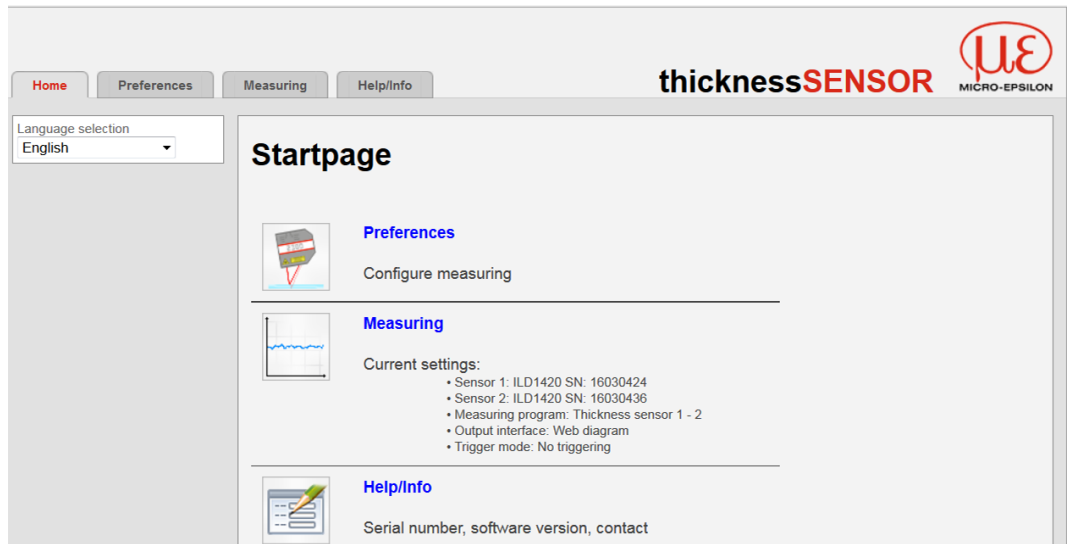 Home
Preferences
Measuring
Help/Info
thicknessSENSOR
με
MICRO-EPSILON
Language selection
English
Startpage
Preferences
Configure measuring
Measuring
Current settings:
• Sensor 1: ILD1420 SN: 16030424
• Sensor 2: ILD1420 SN: 16030436
• Measuring program: Thickness sensor 1 - 2
• Output interface: Web diagram
• Trigger mode: No triggering
Help/Info
Serial number, software version, contact